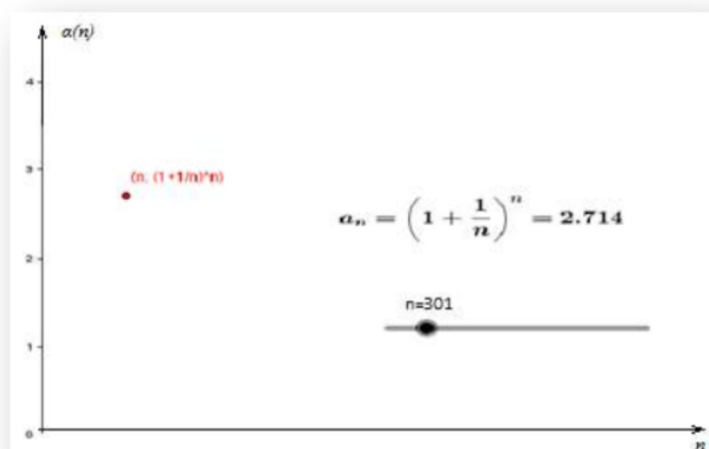 α(n)
4
3
(n, (1+1/n)^n)
a_n = (1 + 1/n)^n = 2.714
2
n=301
1
0
n